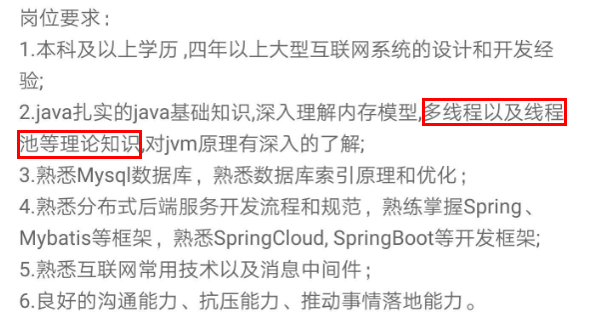 岗位要求：
1.本科及以上学历 ,四年以上大型互联网系统的设计和开发经
验;
2.java扎实的java基础知识,深入理解内存模型,多线程以及线程
池等理论知识,对jvm原理有深入的了解;
3.熟悉Mysql数据库，熟悉数据库索引原理和优化；
4.熟悉分布式后端服务开发流程和规范，熟练掌握Spring、
Mybatis等框架，熟悉SpringCloud, SpringBoot等开发框架;
5.熟悉互联网常用技术以及消息中间件；
6.良好的沟通能力、抗压能力、推动事情落地能力。